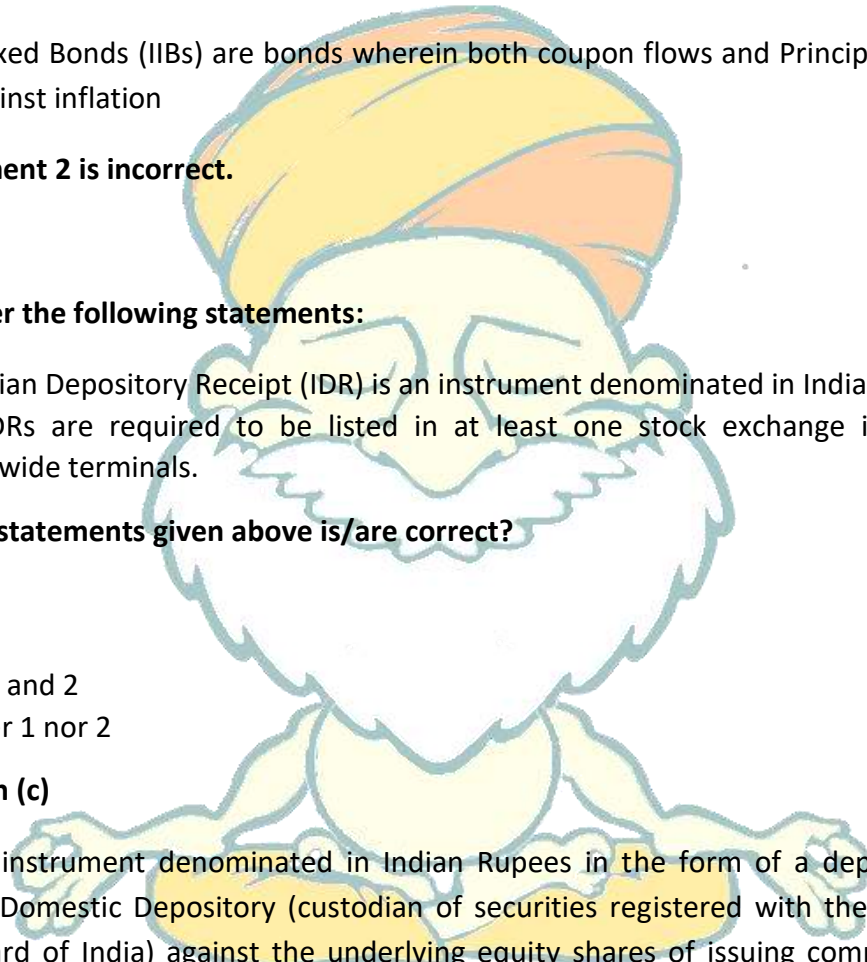 xed Bonds (IIBs) are bonds wherein both coupon flows and Princip
inst inflation
ent 2 is incorrect.
er the following statements:
ian Depository Receipt (IDR) is an instrument denominated in India
DRs are required to be listed in at least one stock exchange i
wide terminals.
statements given above is/are correct?
and 2
r 1 nor 2
n (c)
instrument denominated in Indian Rupees in the form of a dep
Domestic Depository (custodian of securities registered with the
ard of India) against the underlying equity shares of issuing comp